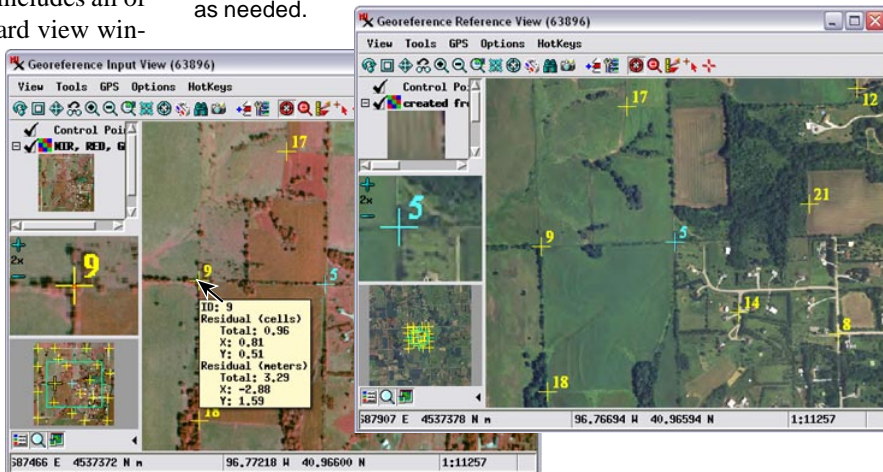 includes all of
ard view win-
as needed.
Georeference Input View (63896)
View Tools GPS Options HotKeys
Control Poi
NIR, RED, G
2x
9
17
9
5
18
ID: 9
Residual (cells)
Total: 0.96
X: 0.81
Y: 0.51
Residual (meters)
Total: 3.29
X: -2.88
Y: 1.59
587466 E 4537372 N m
96.77218 W 40.96600 N
1:11257
Georeference Reference View (63896)
View Tools GPS Options HotKeys
Control Po
created fr
2x
5
17
12
21
9
5
14
8
18
587907 E 4537378 N m
96.76694 W 40.96594 N
1:11257